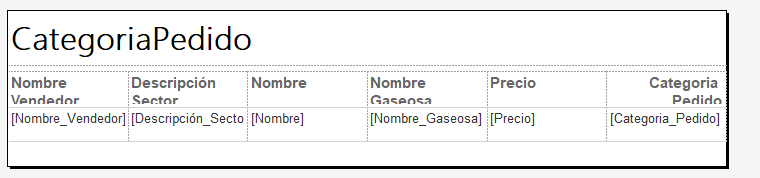 CategoriaPedido
Nombre Descripción Nombre Nombre Precio Categoria
Vendedor Sector Gaseosa Pedido
[Nombre_Vendedor] [Descripción_Secto [Nombre] [Nombre_Gaseosa] [Precio] [Categoria_Pedido]